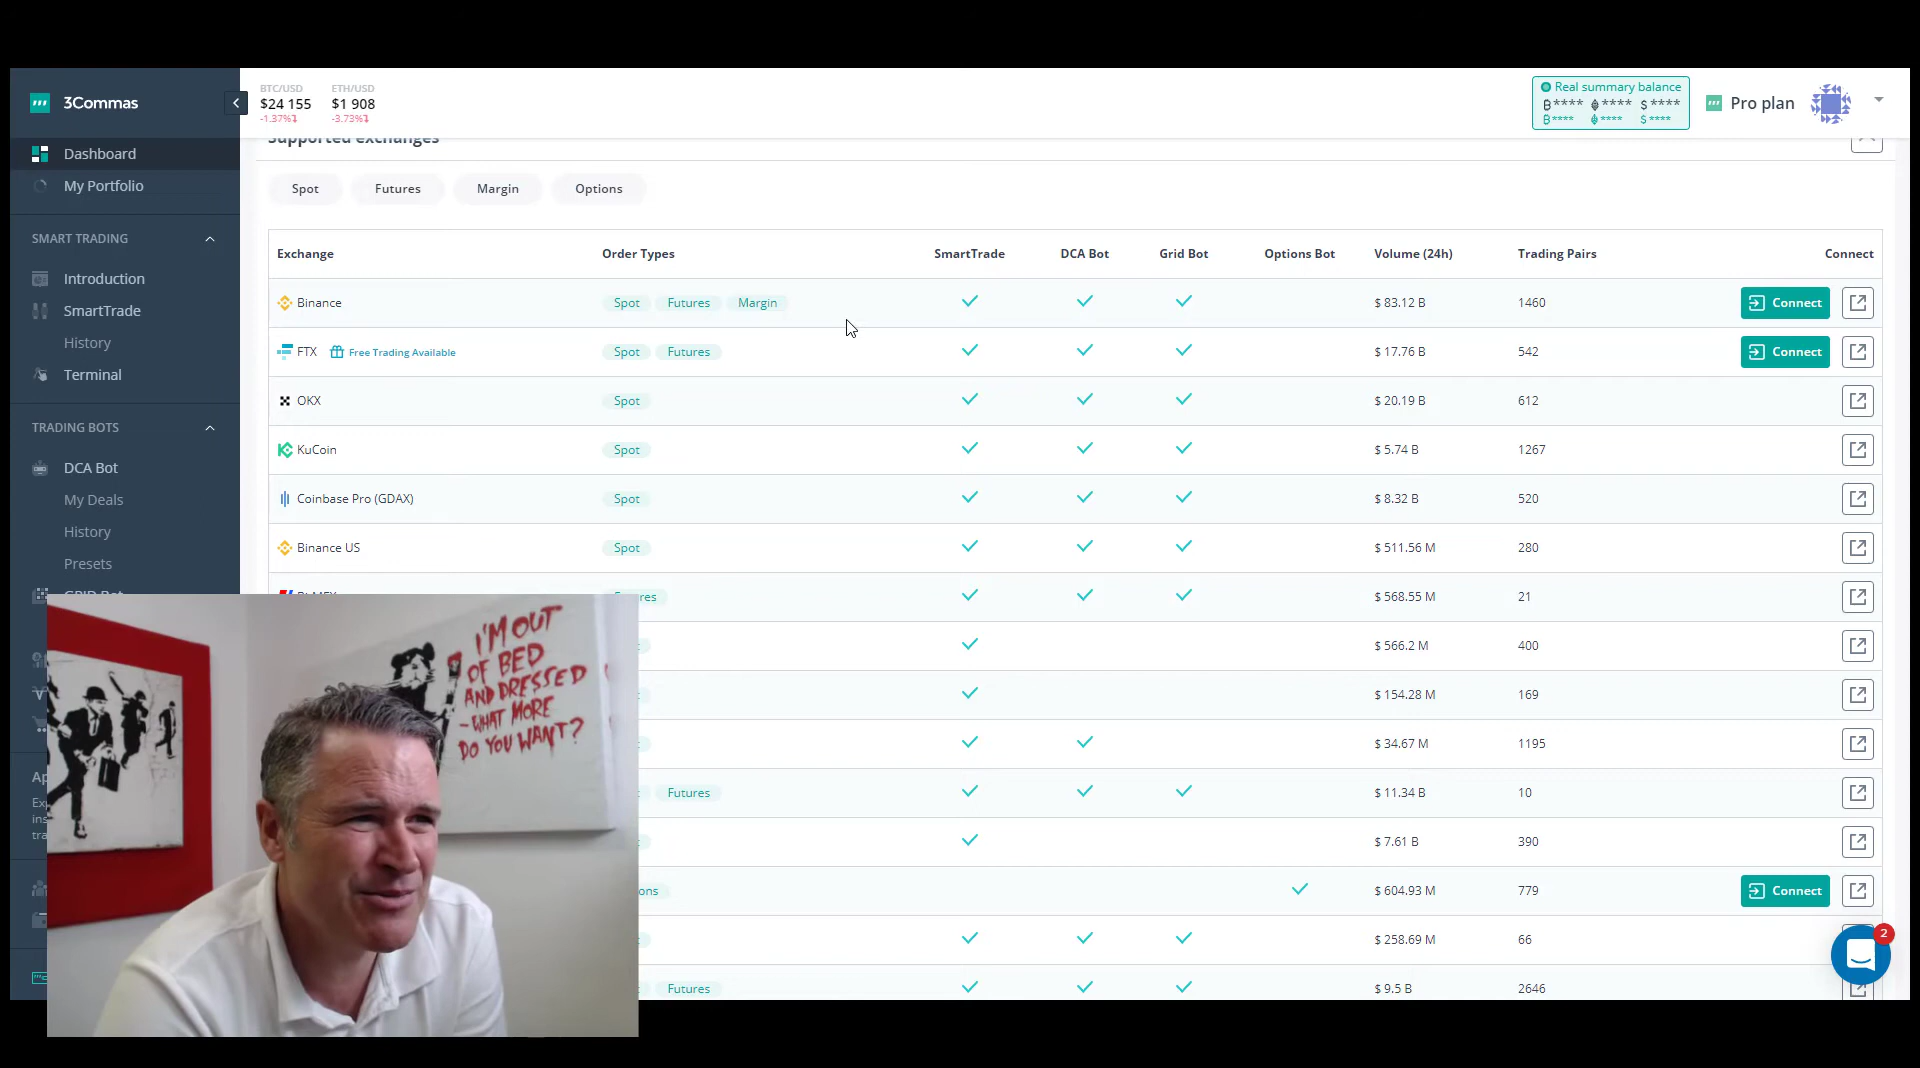 3Commas
BTC/USD
$24 155
-1.37%
ETH/USD
$1 908
-3.73%
Real summary balance
**** **** $ ****
**** **** $ ****
Pro plan
Dashboard
My Portfolio
SMART TRADING
Introduction
SmartTrade
History
Terminal
TRADING BOTS
DCA Bot
My Deals
History
Presets
GRID Bot
Supported exchanges
Spot Futures Margin Options
Exchange Order Types SmartTrade DCA Bot Grid Bot Options Bot Volume (24h) Trading Pairs Connect
Binance Spot Futures Margin $ 83.12 B 1460 Connect
FTX Free Trading Available Spot Futures $ 17.76 B 542 Connect
OKX Spot $ 20.19 B 612
KuCoin Spot $ 5.74 B 1267
Coinbase Pro (GDAX) Spot $ 8.32 B 520
Binance US Spot $ 511.56 M 280
BitMEX $ 568.55 M 21
$ 566.2 M 400
$ 154.28 M 169
$ 34.67 M 1195
Futures $ 11.34 B 10
$ 7.61 B 390
$ 604.93 M 779 Connect
$ 258.69 M 66
Futures $ 9.5 B 2646
2
I'M OUT
OF BED
AND DRESSED
- WHAT MORE
DO YOU WANT?